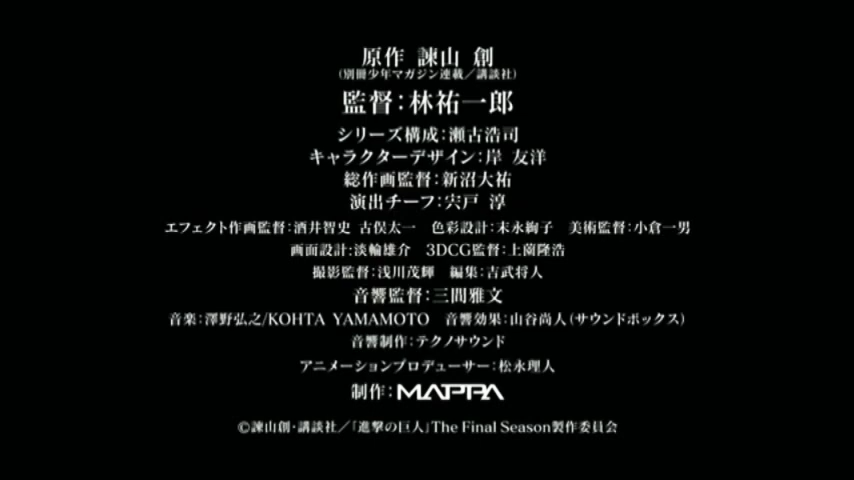 原作 諫山 創
(別冊少年マガジン連載／講談社)
監督：林祐一郎
シリーズ構成：瀬古浩司
キャラクターデザイン：岸 友洋
総作画監督：新沼大祐
演出チーフ：宍戸 淳
エフェクト作画監督：酒井智史 古俣太一　色彩設計：末永絢子　美術監督：小倉一男
画面設計：淡輪雄介　3DCG監督：上薗隆浩
撮影監督：浅川茂輝　編集：吉武将人
音響監督：三間雅文
音楽：澤野弘之/KOHTA YAMAMOTO　音響効果：山谷尚人（サウンドボックス）
音響制作：テクノサウンド
アニメーションプロデューサー：松永理人
制作：MAPPA
©諫山創・講談社／「進撃の巨人」The Final Season製作委員会